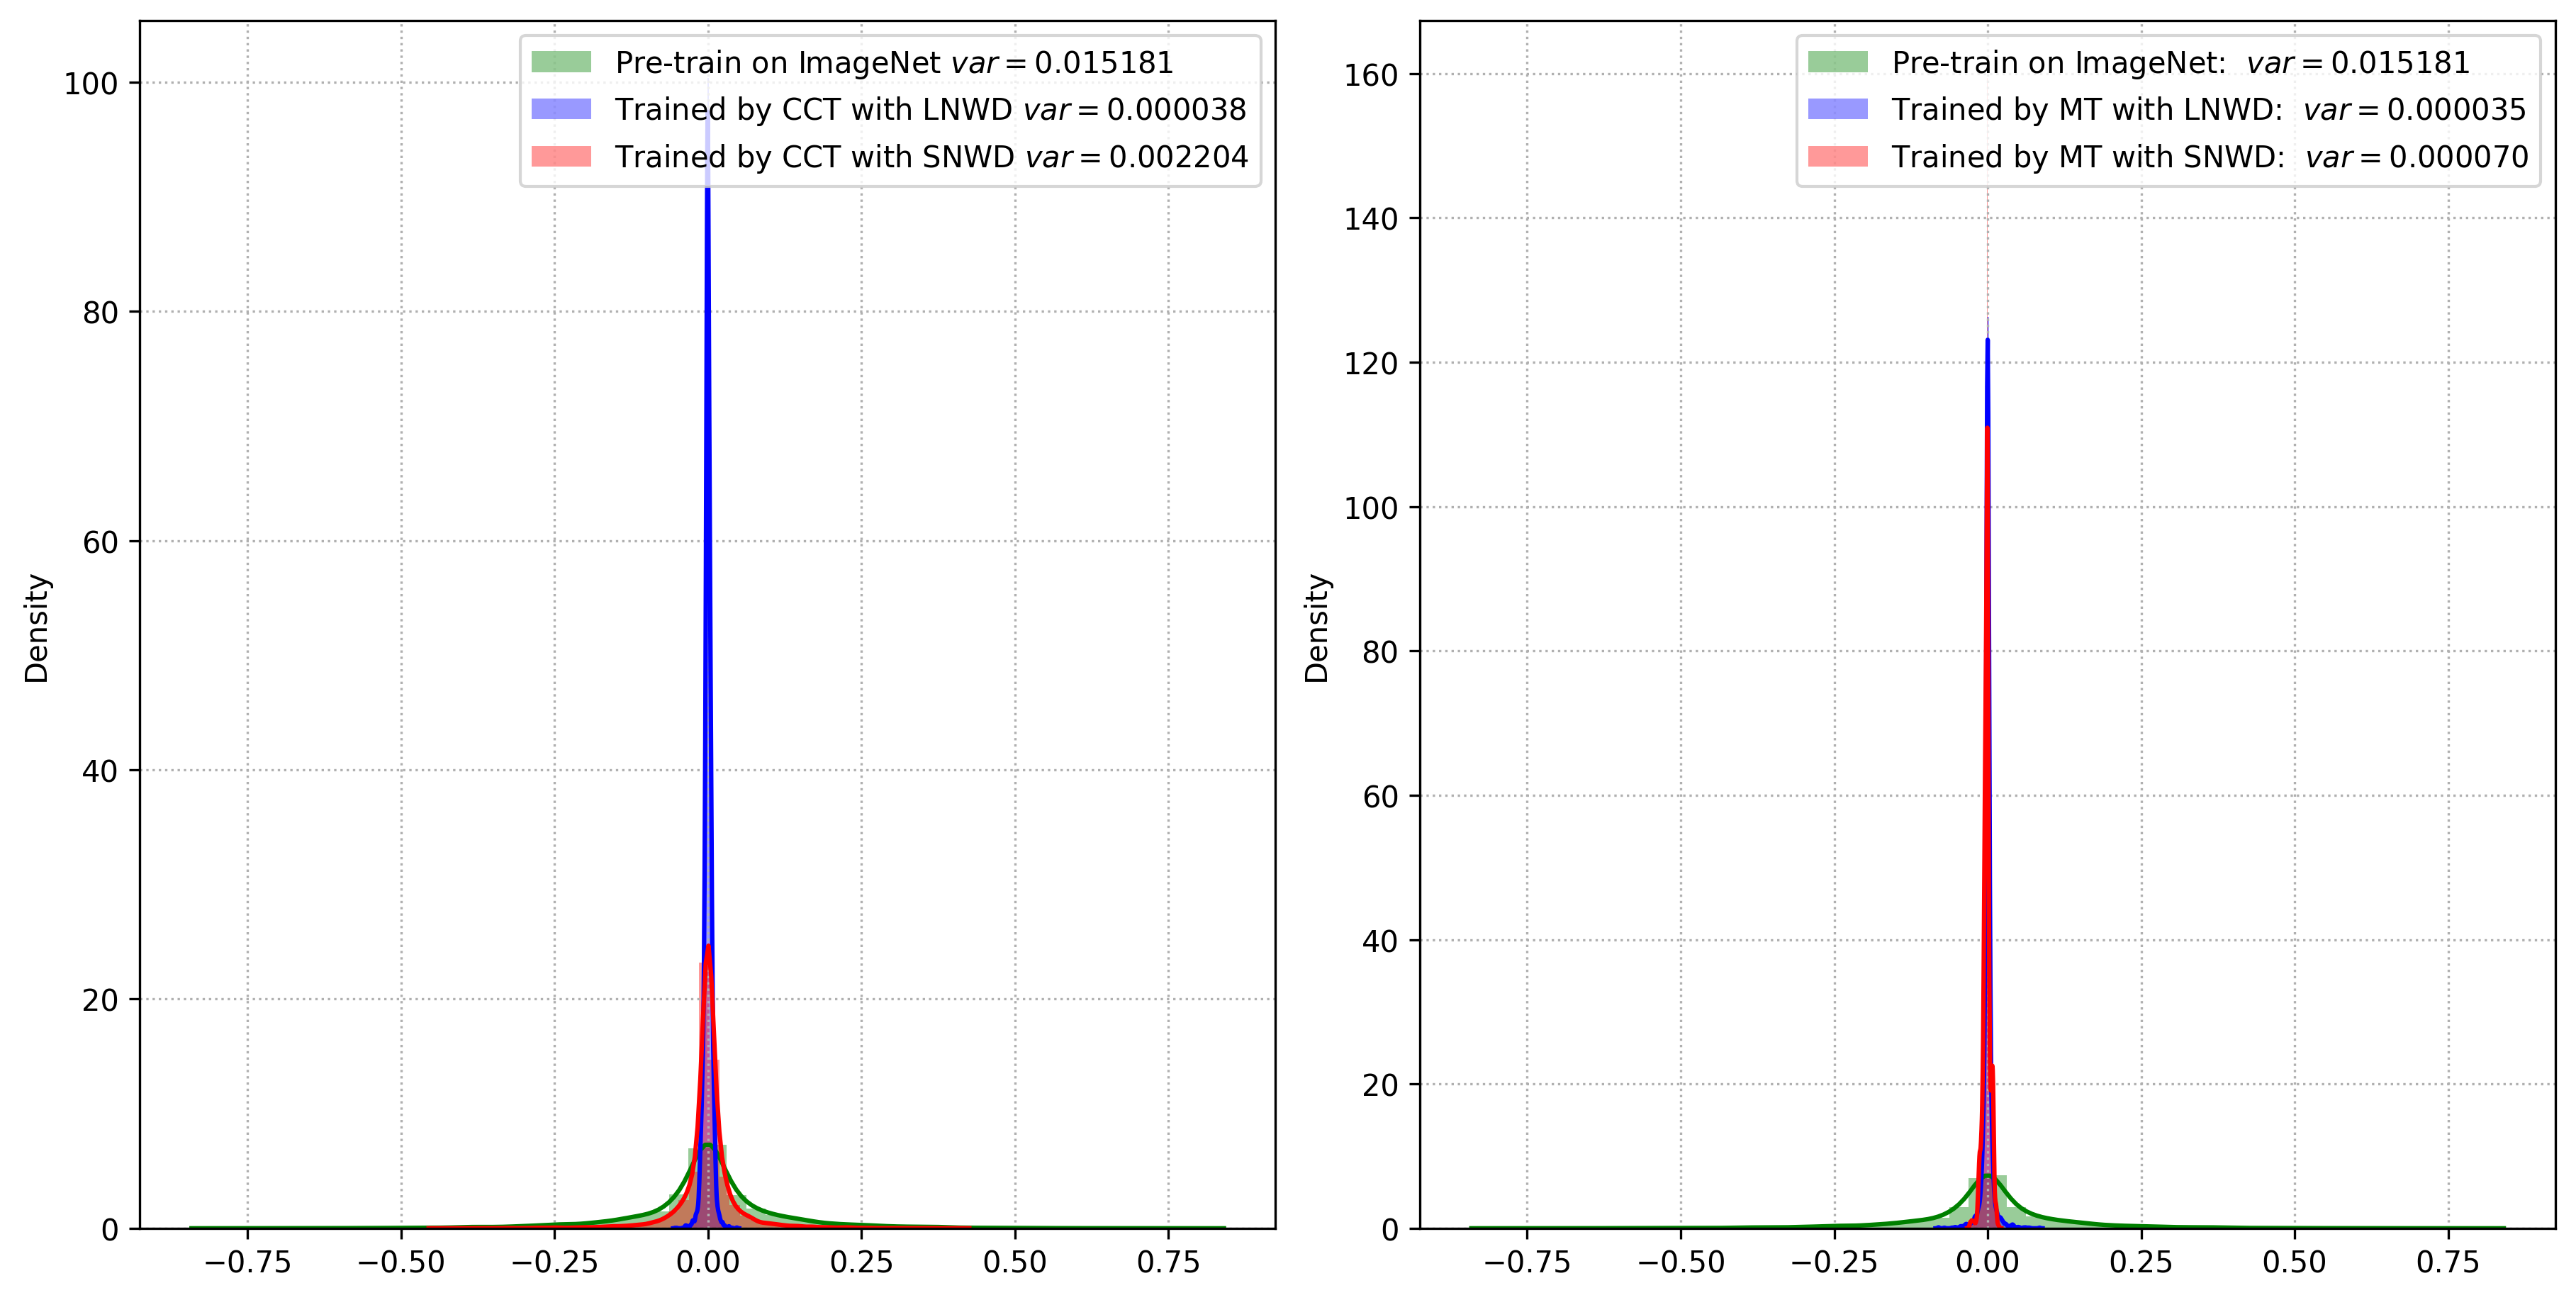 Pre-train on ImageNet var = 0.015181
Trained by CCT with LNWD var = 0.000038
Trained by CCT with SNWD var = 0.002204
100
80
60
40
20
0
Density
−0.75 −0.50 −0.25 0.00 0.25 0.50 0.75
Pre-train on ImageNet: var = 0.015181
Trained by MT with LNWD: var = 0.000035
Trained by MT with SNWD: var = 0.000070
160
140
120
100
80
60
40
20
0
Density
−0.75 −0.50 −0.25 0.00 0.25 0.50 0.75